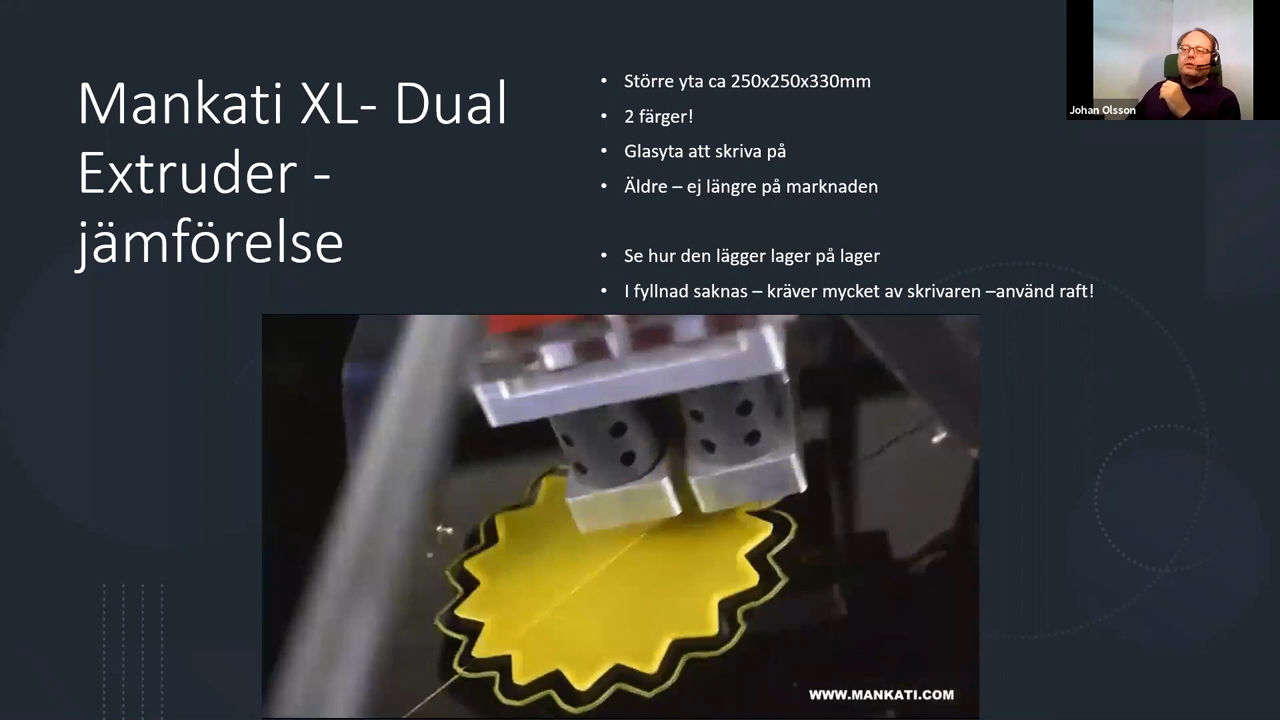 Mankati XL- Dual
Extruder -
jämförelse
• Större yta ca 250x250x330mm
• 2 färger!
• Glasyta att skriva på
• Äldre – ej längre på marknaden
• Se hur den lägger lager på lager
• I fyllnad saknas – kräver mycket av skrivaren –använd raft!
Johan Olsson
WWW.MANKATI.COM